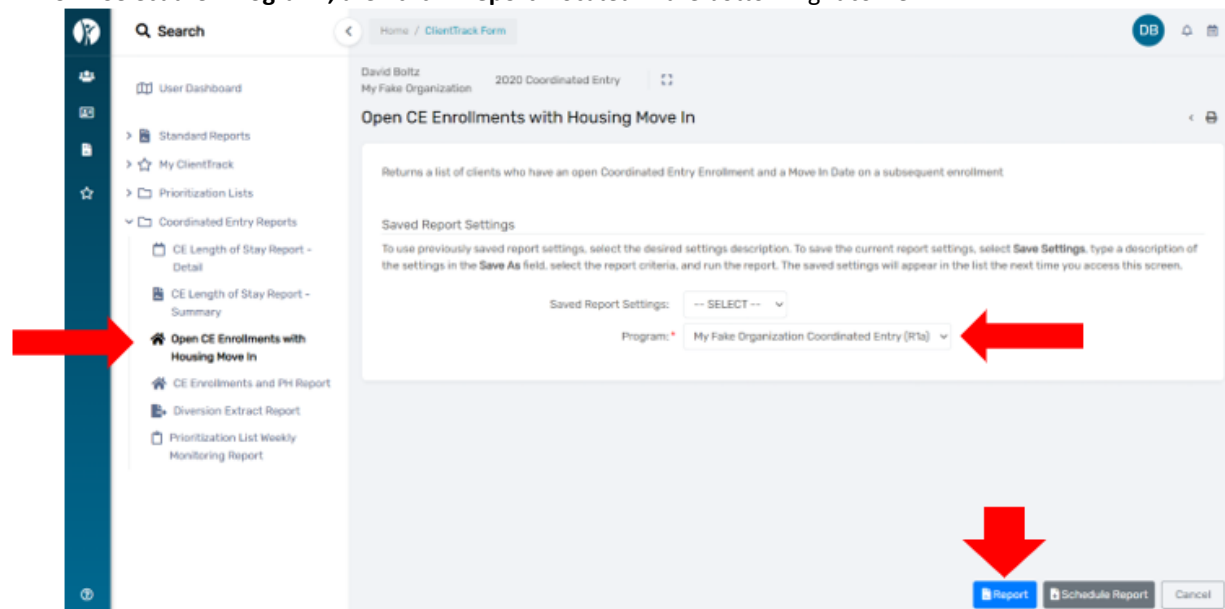 Search
Home / ClientTrack Form
DB
User Dashboard
David Boltz
My Fake Organization
2020 Coordinated Entry
Open CE Enrollments with Housing Move In
Standard Reports
My ClientTrack
Prioritization Lists
Coordinated Entry Reports
CE Length of Stay Report -
Detail
CE Length of Stay Report -
Summary
Open CE Enrollments with
Housing Move In
CE Enrollments and PH Report
Diversion Extract Report
Prioritization List Weekly
Monitoring Report
Returns a list of clients who have an open Coordinated Entry Enrollment and a Move In Date on a subsequent enrollment
Saved Report Settings
To use previously saved report settings, select the desired settings description. To save the current report settings, select Save Settings, type a description of
the settings in the Save As field, select the report criteria, and run the report. The saved settings will appear in the list the next time you access this screen.
Saved Report Settings: -- SELECT --
Program:* My Fake Organization Coordinated Entry (R1a)
Report
Schedule Report
Cancel